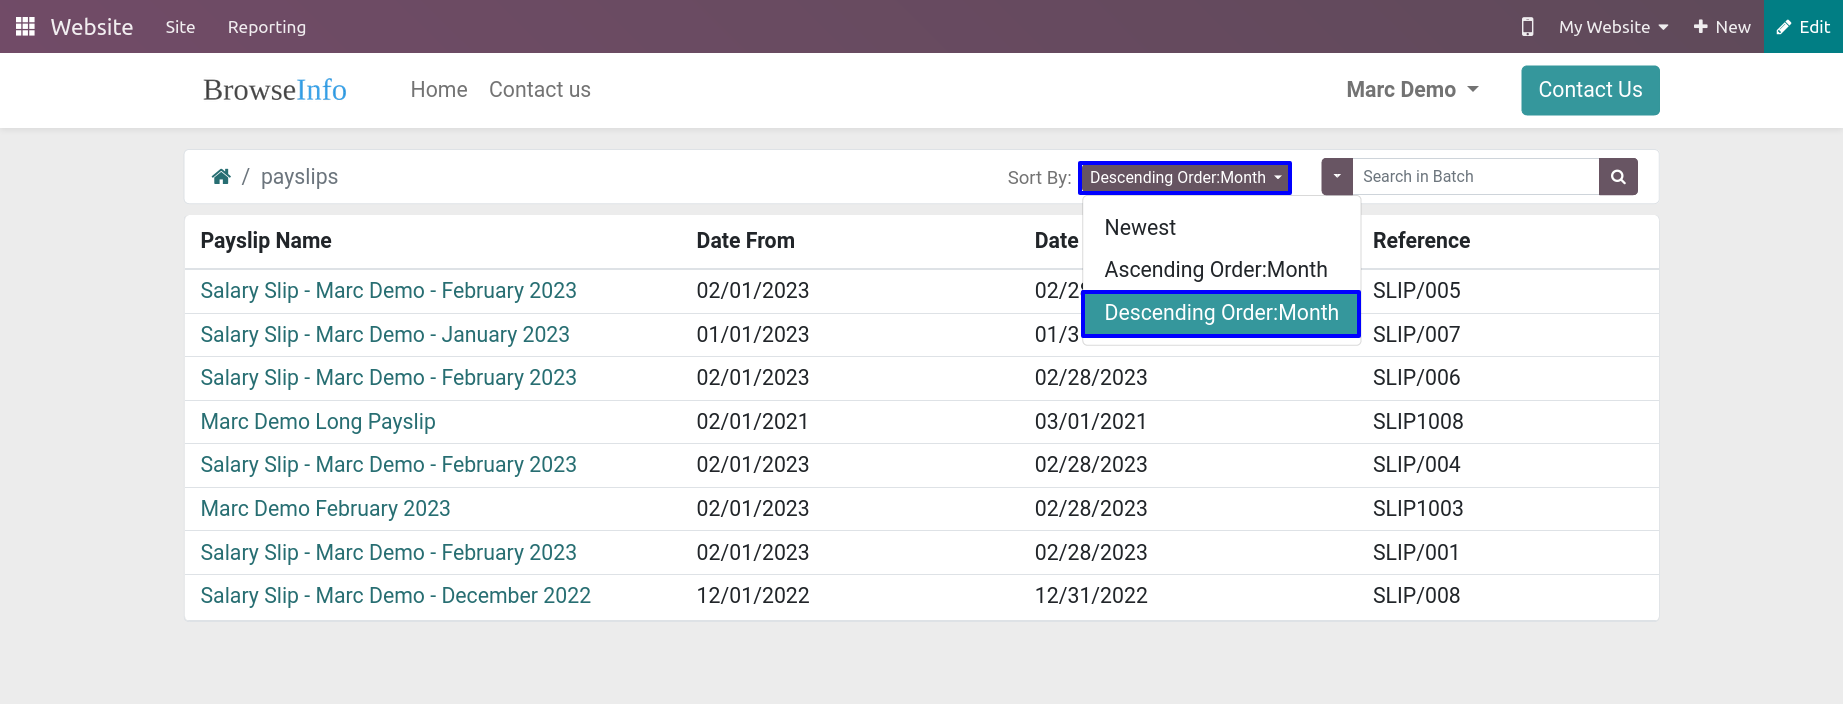 Website Site Reporting My Website New Edit
BrowseInfo Home Contact us Marc Demo Contact Us
/ payslips Sort By: Descending Order:Month Search in Batch
Newest
Ascending Order:Month
Descending Order:Month
Payslip Name Date From Date Reference
Salary Slip - Marc Demo - February 2023 02/01/2023 02/2 SLIP/005
Salary Slip - Marc Demo - January 2023 01/01/2023 01/3 SLIP/007
Salary Slip - Marc Demo - February 2023 02/01/2023 02/28/2023 SLIP/006
Marc Demo Long Payslip 02/01/2021 03/01/2021 SLIP1008
Salary Slip - Marc Demo - February 2023 02/01/2023 02/28/2023 SLIP/004
Marc Demo February 2023 02/01/2023 02/28/2023 SLIP1003
Salary Slip - Marc Demo - February 2023 02/01/2023 02/28/2023 SLIP/001
Salary Slip - Marc Demo - December 2022 12/01/2022 12/31/2022 SLIP/008